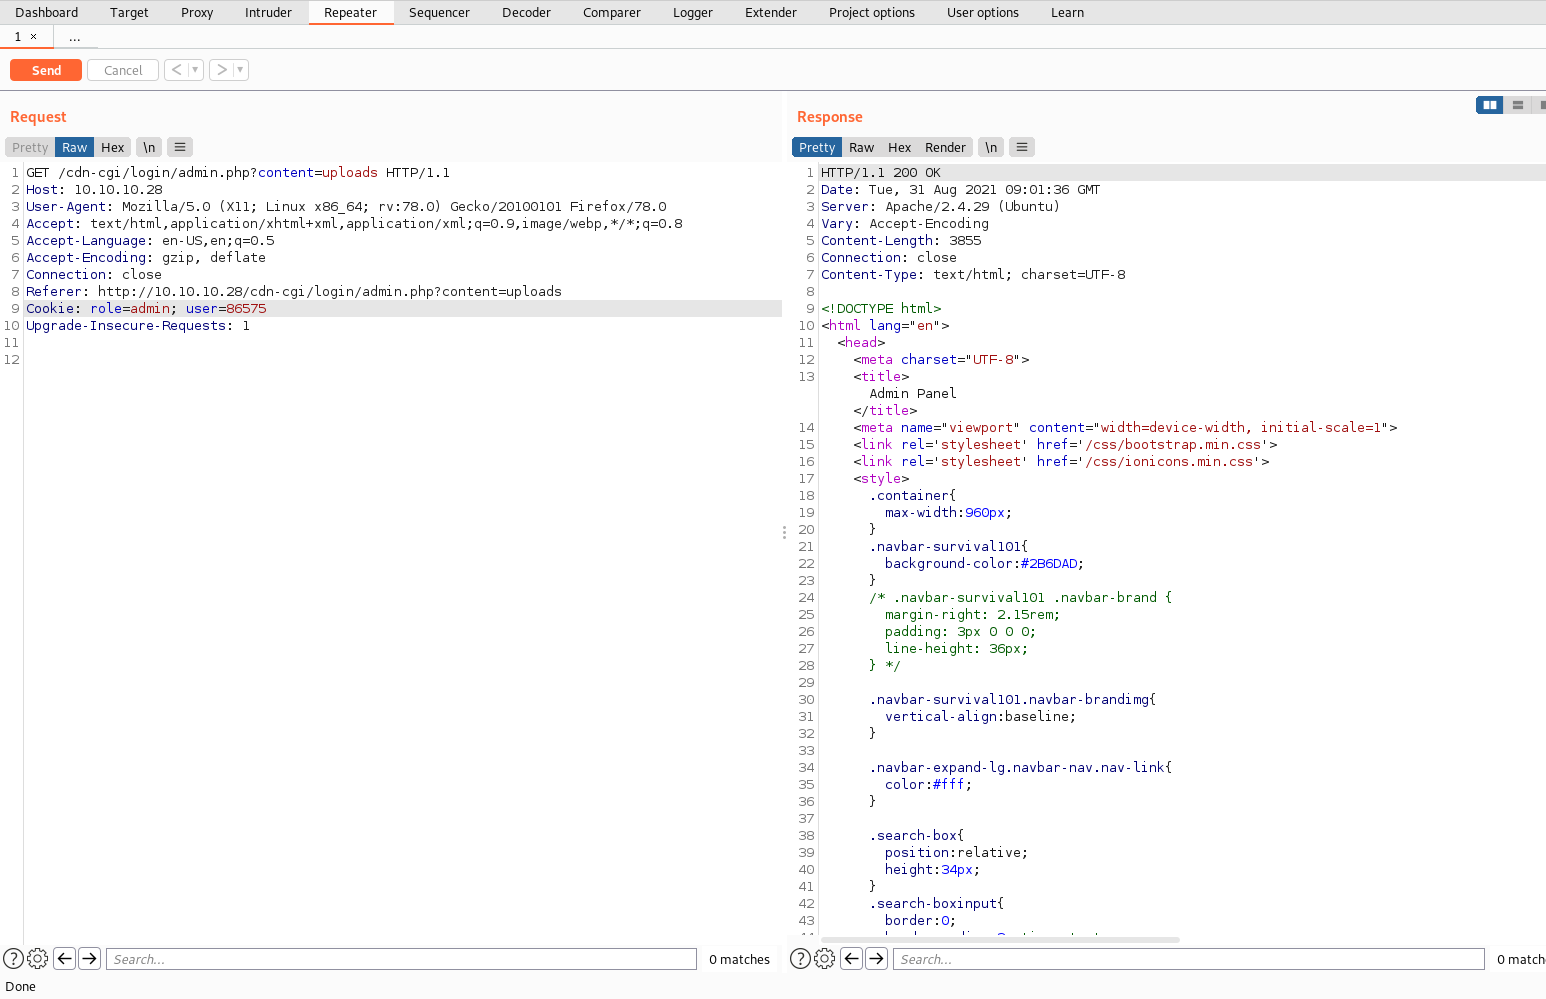 Dashboard Target Proxy Intruder Repeater Sequencer Decoder Comparer Logger Extender Project options User options Learn
1 × ...
Send Cancel < >
Request
Pretty Raw Hex \n
1 GET /cdn-cgi/login/admin.php?content=uploads HTTP/1.1
2 Host: 10.10.10.28
3 User-Agent: Mozilla/5.0 (X11; Linux x86_64; rv:78.0) Gecko/20100101 Firefox/78.0
4 Accept: text/html,application/xhtml+xml,application/xml;q=0.9,image/webp,*/*;q=0.8
5 Accept-Language: en-US,en;q=0.5
6 Accept-Encoding: gzip, deflate
7 Connection: close
8 Referer: http://10.10.10.28/cdn-cgi/login/admin.php?content=uploads
9 Cookie: role=admin; user=86575
10 Upgrade-Insecure-Requests: 1
11
12
? Search... 0 matches
Response
Pretty Raw Hex Render \n
1 HTTP/1.1 200 OK
2 Date: Tue, 31 Aug 2021 09:01:36 GMT
3 Server: Apache/2.4.29 (Ubuntu)
4 Vary: Accept-Encoding
5 Content-Length: 3855
6 Connection: close
7 Content-Type: text/html; charset=UTF-8
8
9 <!DOCTYPE html>
10 <html lang="en">
11 <head>
12 <meta charset="UTF-8">
13 <title>
Admin Panel
</title>
14 <meta name="viewport" content="width=device-width, initial-scale=1">
15 <link rel='stylesheet' href='/css/bootstrap.min.css'>
16 <link rel='stylesheet' href='/css/ionicons.min.css'>
17 <style>
18 .container{
19 max-width:960px;
20 }
21 .navbar-survival101{
22 background-color:#2B6DAD;
23 }
24 /* .navbar-survival101 .navbar-brand {
25 margin-right: 2.15rem;
26 padding: 3px 0 0 0;
27 line-height: 36px;
28 } */
29
30 .navbar-survival101.navbar-brandimg{
31 vertical-align:baseline;
32 }
33
34 .navbar-expand-lg.navbar-nav.nav-link{
35 color:#fff;
36 }
37
38 .search-box{
39 position:relative;
40 height:34px;
41 }
42 .search-boxinput{
43 border:0;
? Search... 0 match
Done